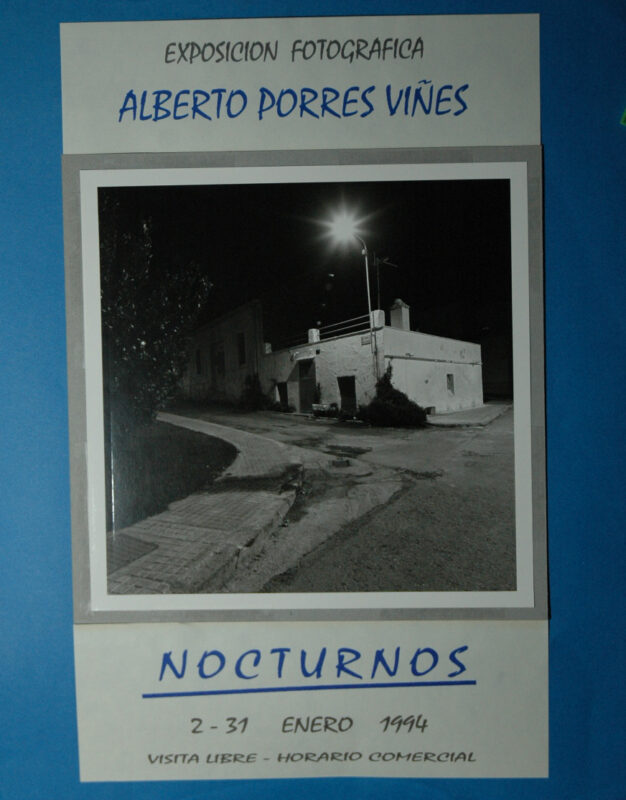 EXPOSICION FOTOGRAFICA
ALBERTO PORRES VIÑES
NOCTURNOS
2 - 31 ENERO 1994
VISITA LIBRE - HORARIO COMERCIAL